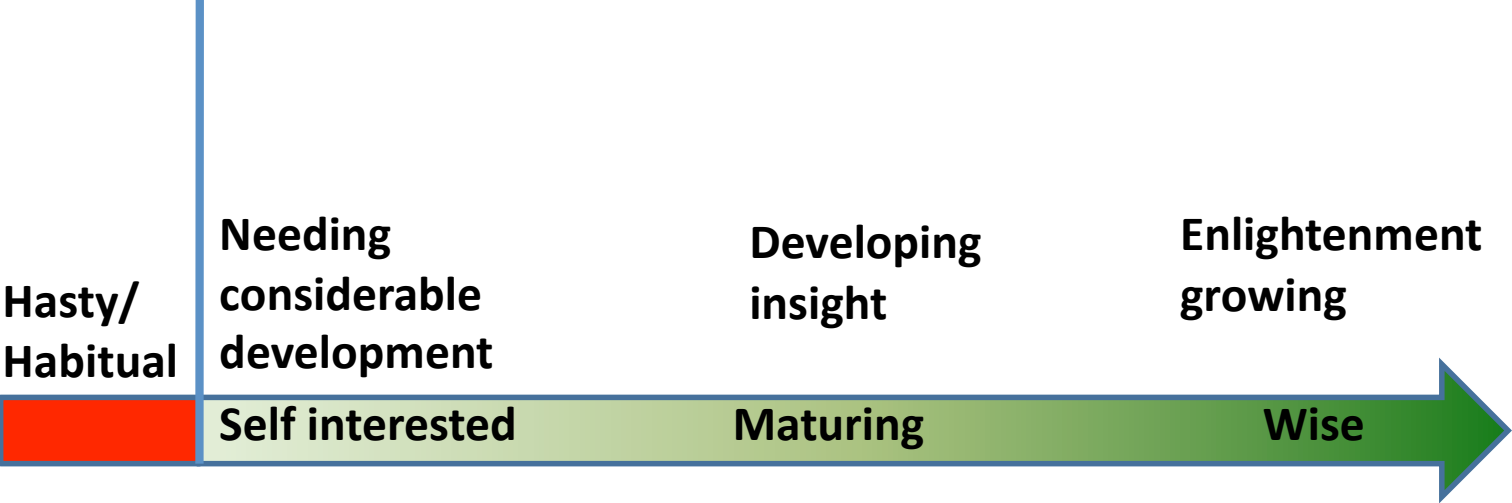 Hasty/
Habitual
Needing
considerable
development
Developing
insight
Enlightenment
growing
Self interested
Maturing
Wise